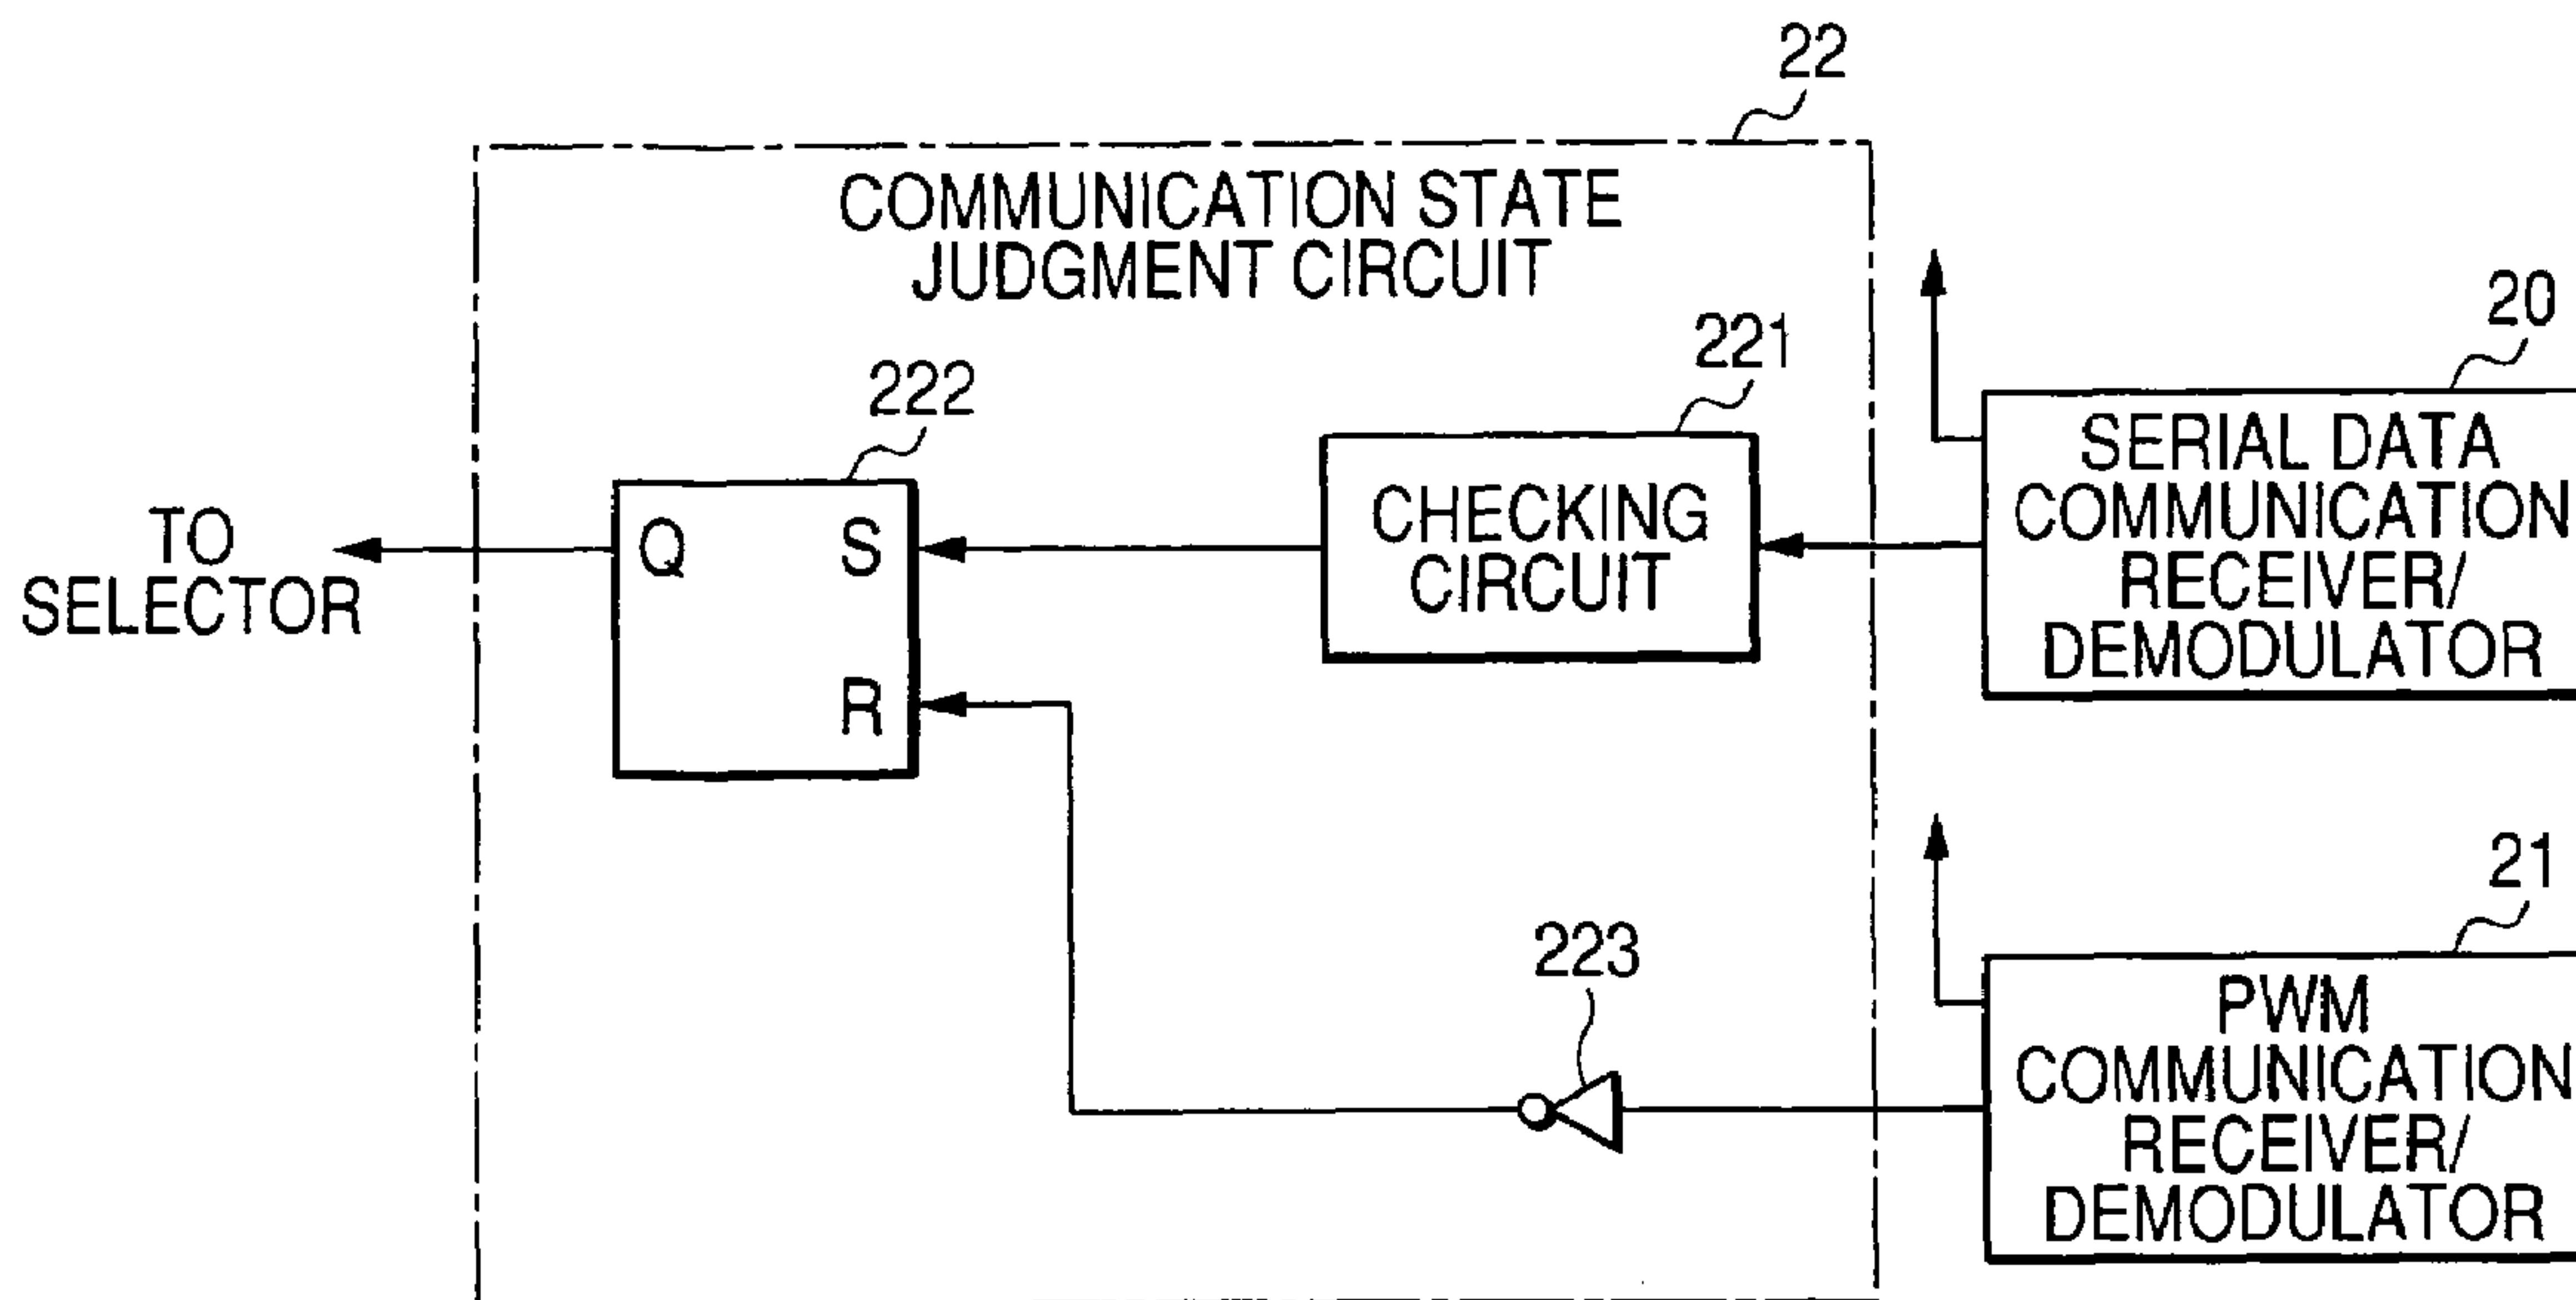 22
COMMUNICATION STATE
JUDGMENT CIRCUIT
20
221
222
SERIAL DATA
COMMUNICATION
RECEIVER/
DEMODULATOR
CHECKING
CIRCUIT
Q
S
R
TO
SELECTOR
21
223
PWM
COMMUNICATION
RECEIVER/
DEMODULATOR